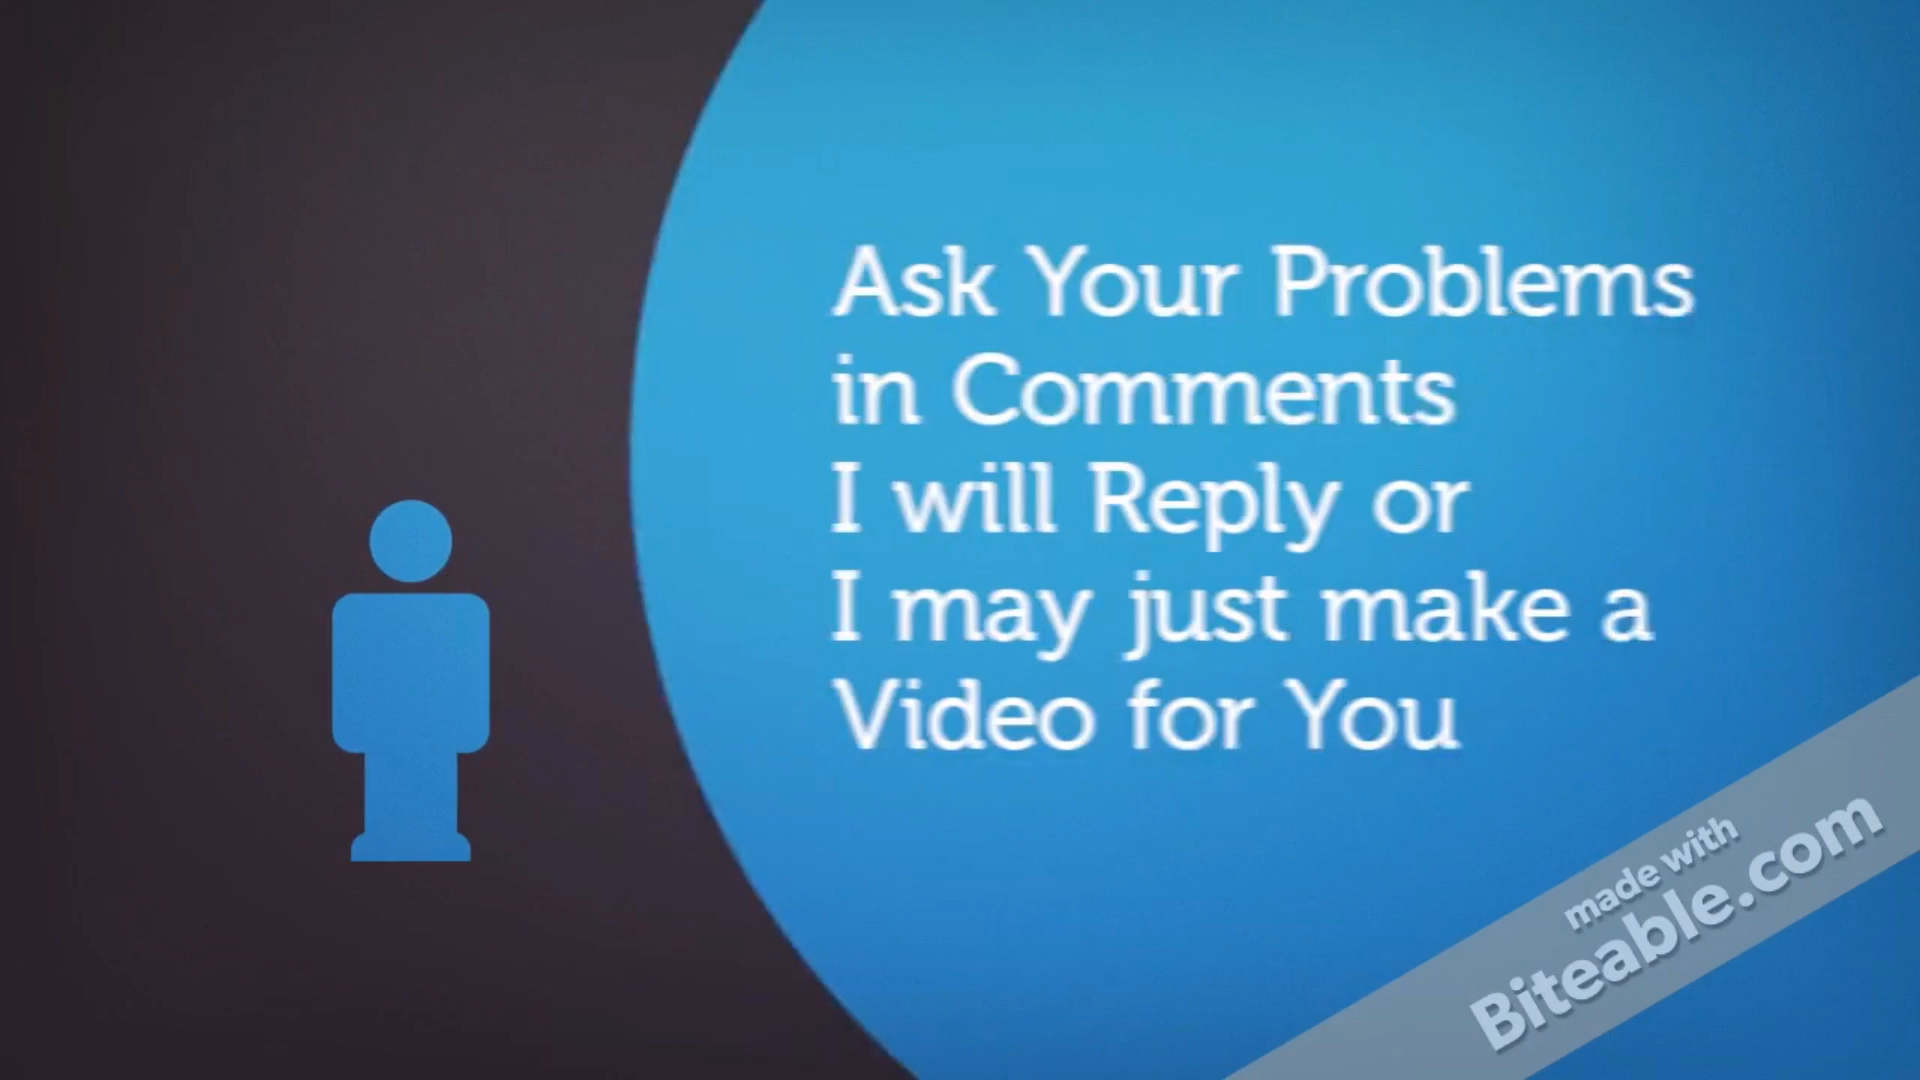 Ask Your Problems
in Comments
I will Reply or
I may just make a
Video for You
made with
Biteable.com